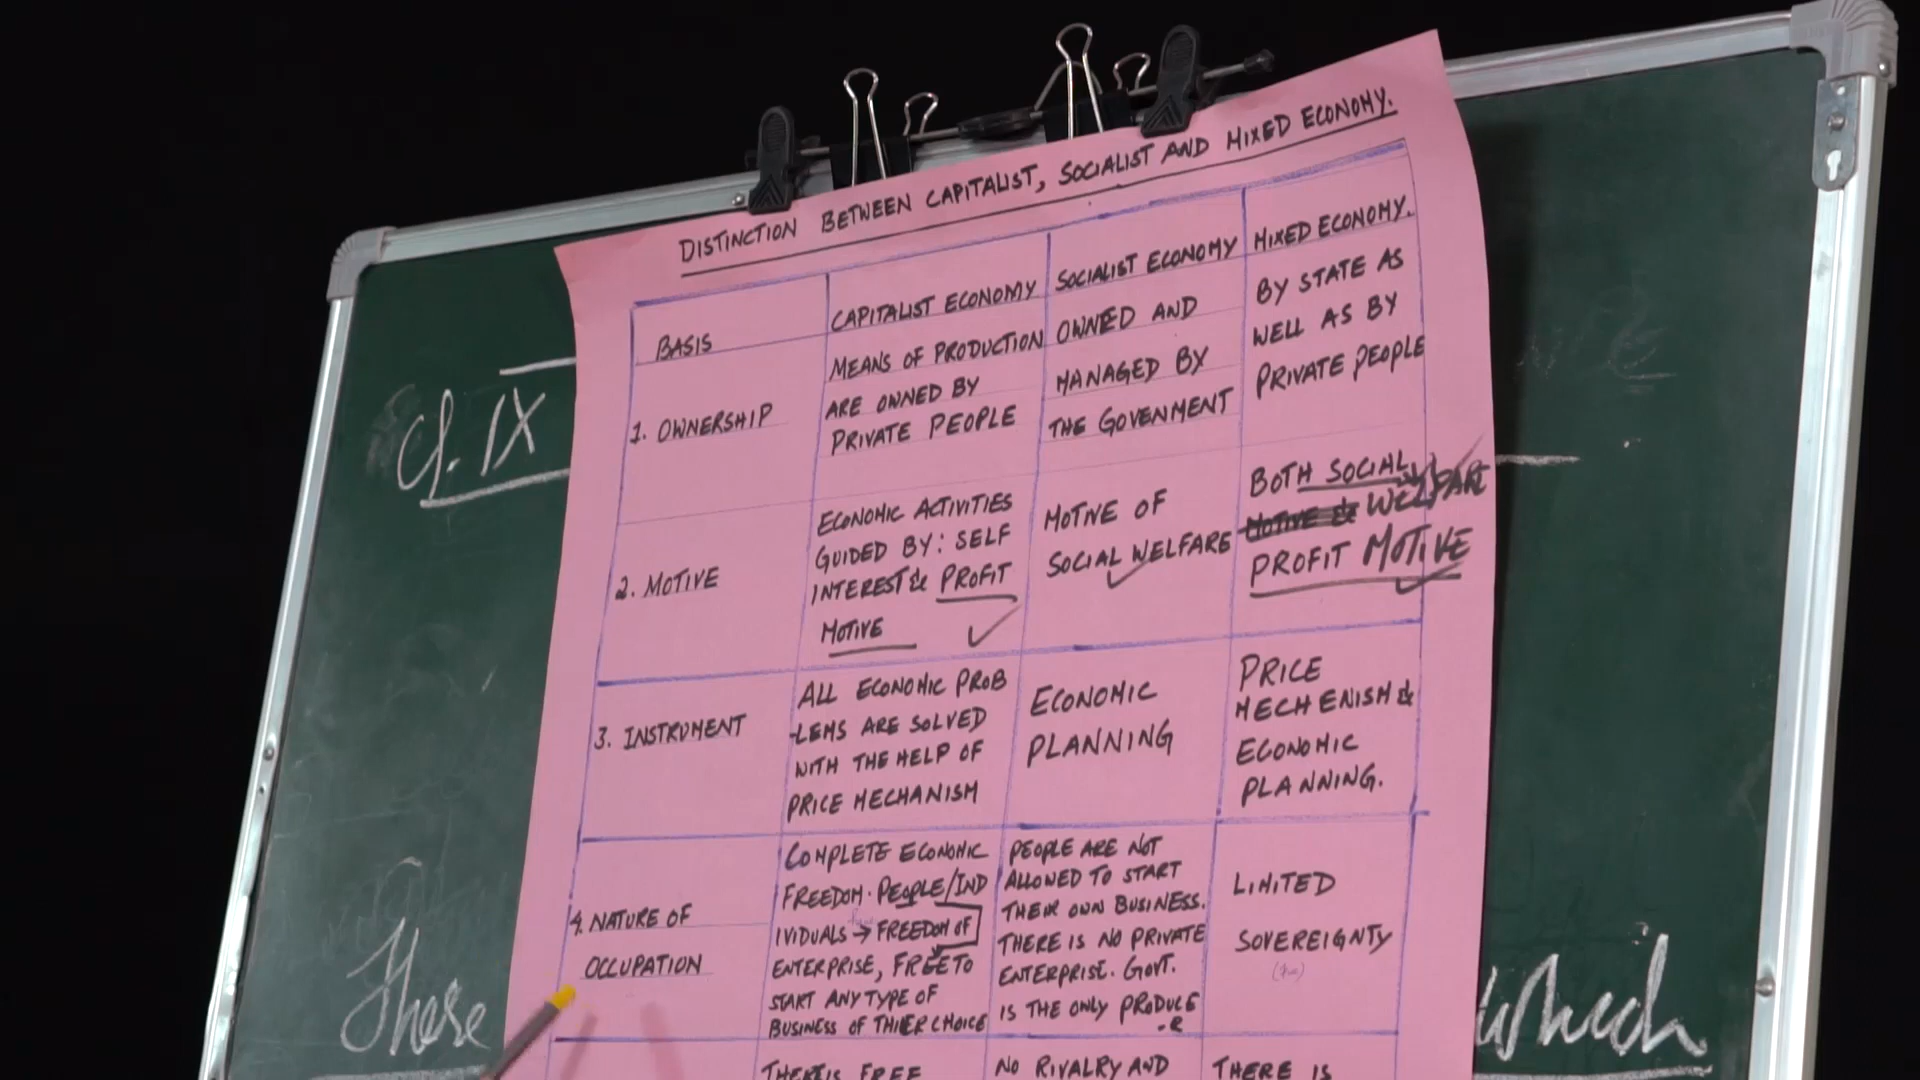 DISTINCTION BETWEEN CAPITALIST, SOCIALIST AND MIXED ECONOMY.
BASIS
CAPITALIST ECONOMY
SOCIALIST ECONOMY
MIXED ECONOMY.
1. OWNERSHIP
MEANS OF PRODUCTION
ARE OWNED BY
PRIVATE PEOPLE
OWNED AND
MANAGED BY
THE GOVENMENT
BY STATE AS
WELL AS BY
PRIVATE PEOPLE
2. MOTIVE
ECONOMIC ACTIVITIES
GUIDED BY: SELF
INTEREST & PROFIT
MOTIVE
MOTIVE OF
SOCIAL WELFARE
BOTH SOCIAL
WELFARE
PROFIT MOTIVE
3. INSTRUMENT
ALL ECONOMIC PROB
-LEMS ARE SOLVED
WITH THE HELP OF
PRICE MECHANISM
ECONOMIC
PLANNING
PRICE
MECHENISM &
ECONOMIC
PLANNING.
4. NATURE OF
OCCUPATION
COMPLETE ECONOMIC
FREEDOM. PEOPLE/IND
IVIDUALS → FREEDOM OF
ENTERPRISE, FREE TO
START ANY TYPE OF
BUSINESS OF THIER CHOICE
PEOPLE ARE NOT
ALLOWED TO START
THEIR OWN BUSINESS.
THERE IS NO PRIVATE
ENTERPRISE. GOVT.
IS THE ONLY PRODUCE
-R
LIMITED
SOVEREIGNTY
THERE IS FREE
NO RIVALRY AND
THERE IS
Cl. IX
These
which